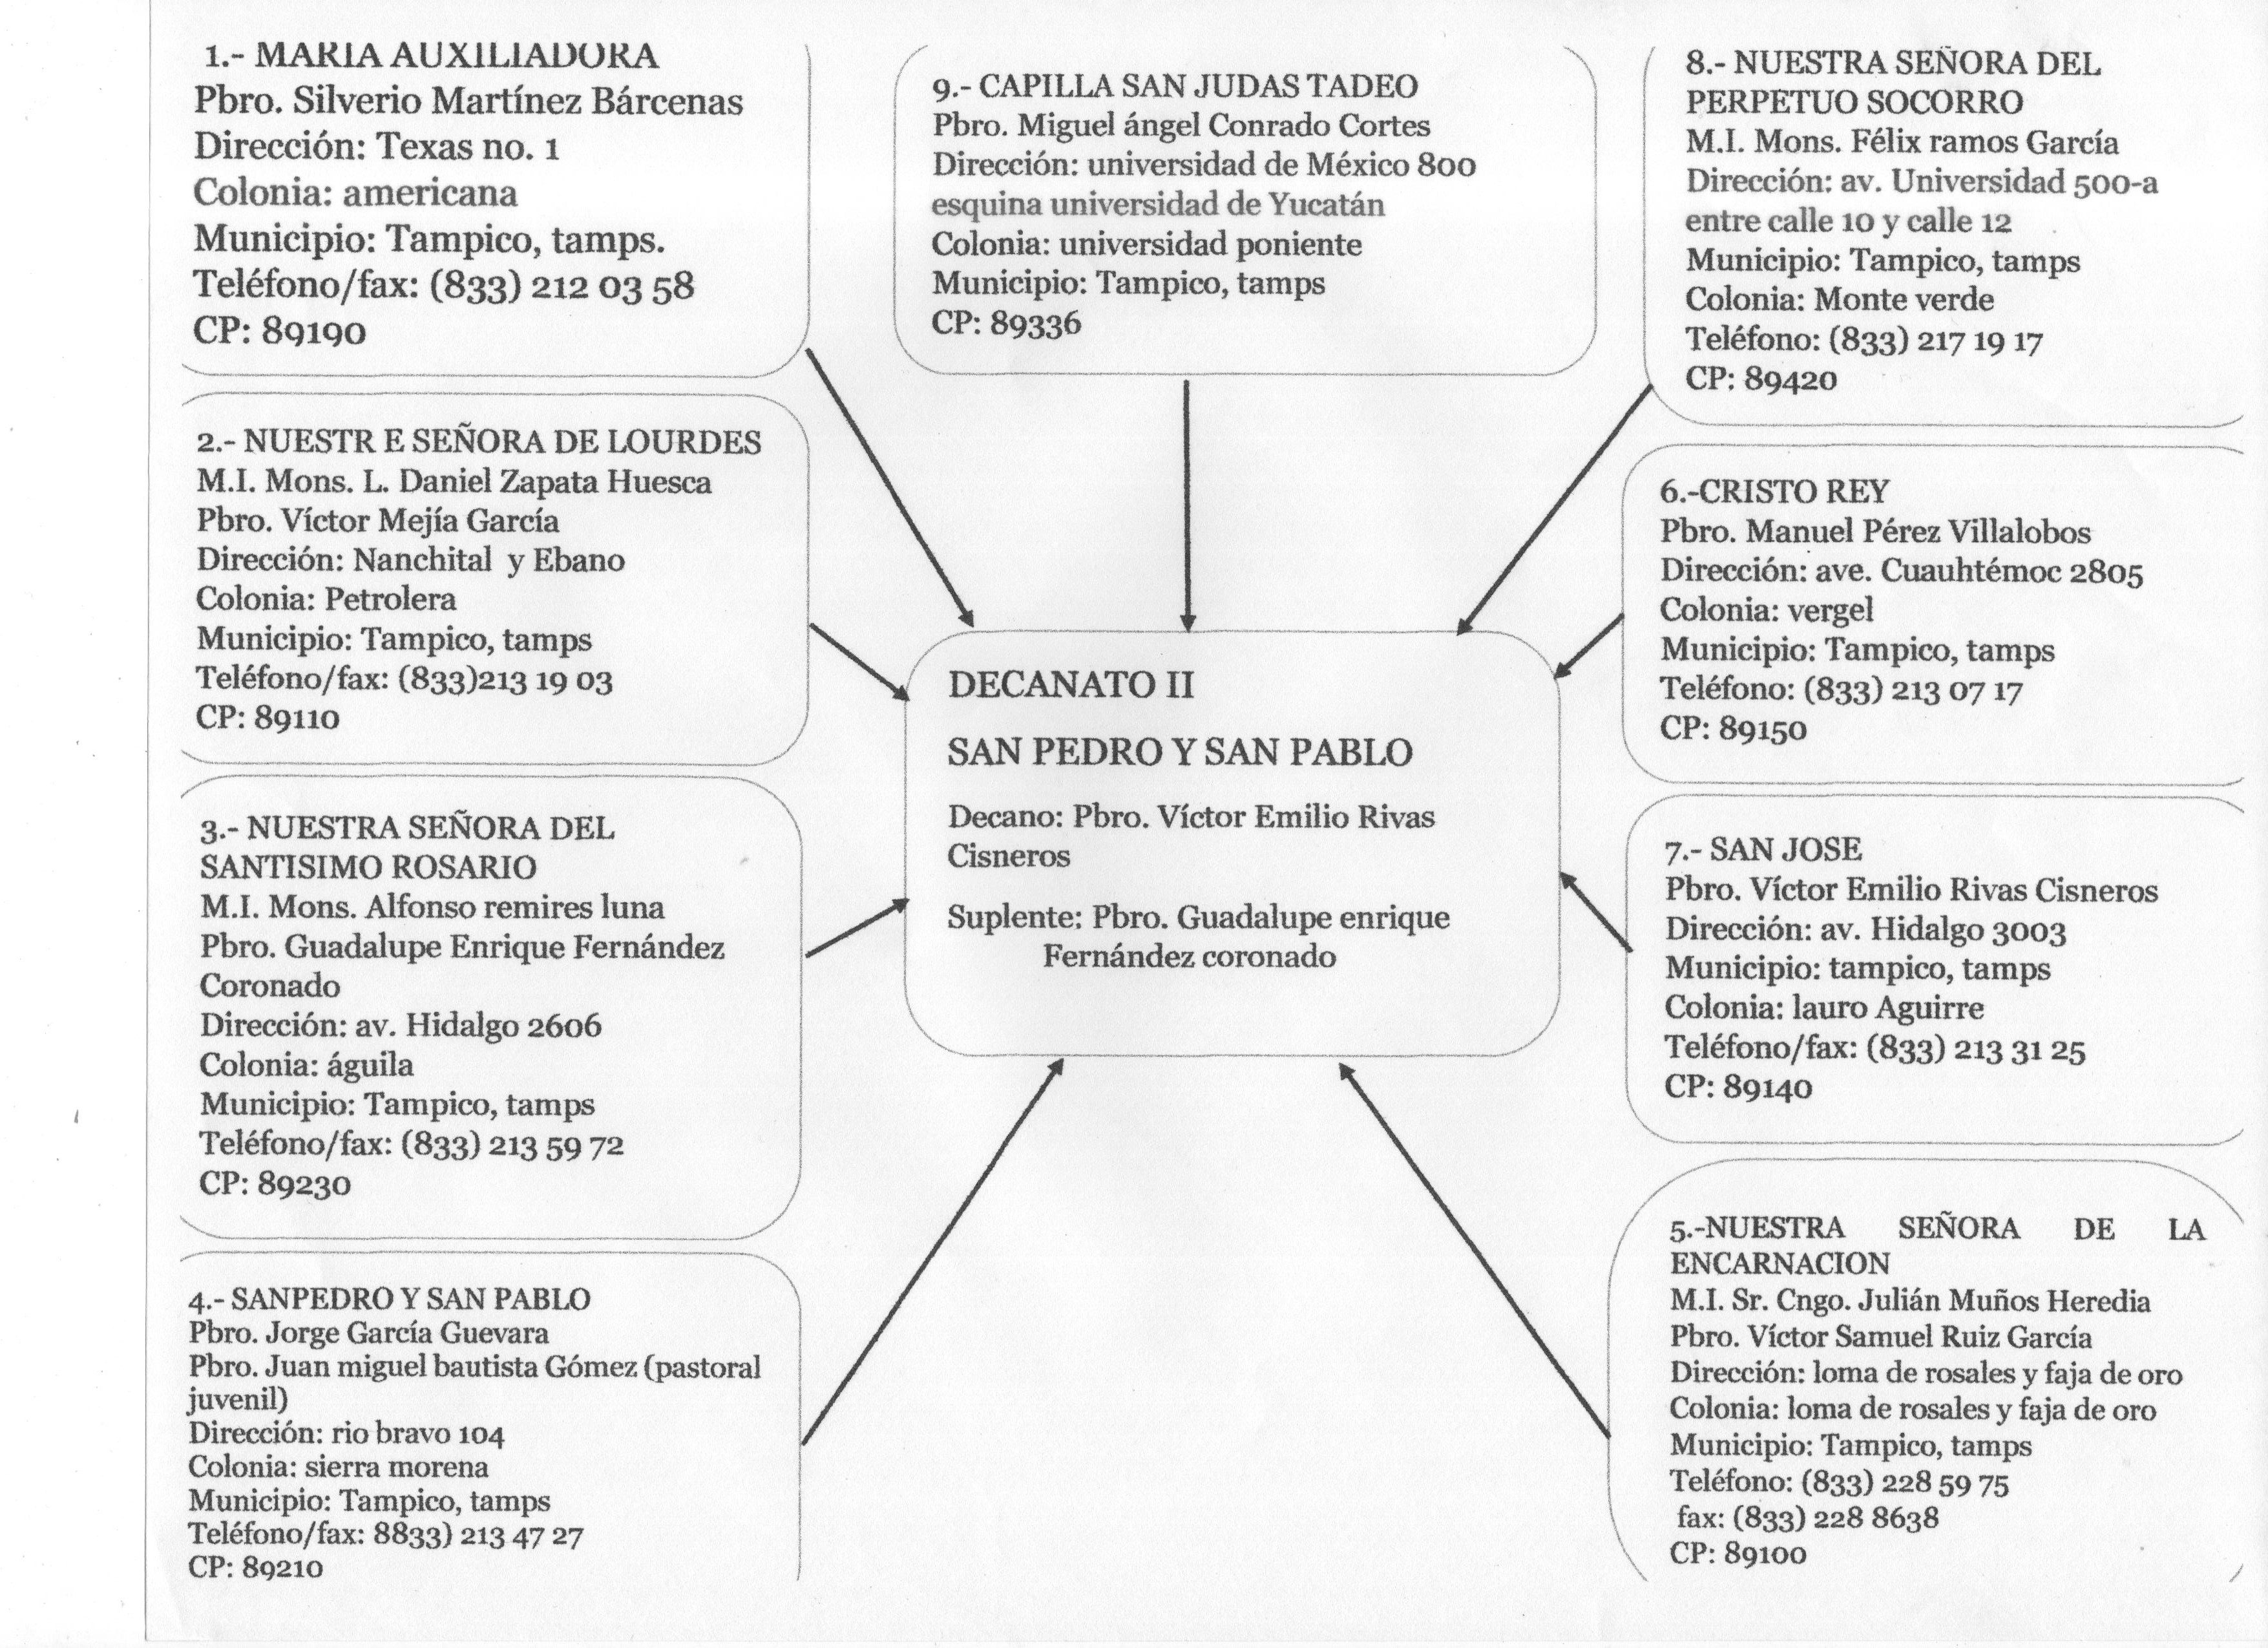 1.- MARIA AUXILIADORA
Pbro. Silverio Martínez Bárcenas
Dirección: Texas no. 1
Colonia: americana
Municipio: Tampico, tamps.
Teléfono/fax: (833) 212 03 58
CP: 89190
2.- NUESTR E SEÑORA DE LOURDES
M.I. Mons. L. Daniel Zapata Huesca
Pbro. Víctor Mejía García
Dirección: Nanchital y Ebano
Colonia: Petrolera
Municipio: Tampico, tamps
Teléfono/fax: (833)213 19 03
CP: 89110
3.- NUESTRA SEÑORA DEL
SANTISIMO ROSARIO
M.I. Mons. Alfonso remires luna
Pbro. Guadalupe Enrique Fernández
Coronado
Dirección: av. Hidalgo 2606
Colonia: águila
Municipio: Tampico, tamps
Teléfono/fax: (833) 213 59 72
CP: 89230
4.- SANPEDRO Y SAN PABLO
Pbro. Jorge García Guevara
Pbro. Juan miguel bautista Gómez (pastoral
juvenil)
Dirección: rio bravo 104
Colonia: sierra morena
Municipio: Tampico, tamps
Teléfono/fax: 8833) 213 47 27
CP: 89210
9.- CAPILLA SAN JUDAS TADEO
Pbro. Miguel ángel Conrado Cortes
Dirección: universidad de México 800
esquina universidad de Yucatán
Colonia: universidad poniente
Municipio: Tampico, tamps
CP: 89336
DECANATO II
SAN PEDRO Y SAN PABLO
Decano: Pbro. Víctor Emilio Rivas
Cisneros
Suplente: Pbro. Guadalupe enrique
Fernández coronado
8.- NUESTRA SEÑORA DEL
PERPETUO SOCORRO
M.I. Mons. Félix ramos García
Dirección: av. Universidad 500-a
entre calle 10 y calle 12
Municipio: Tampico, tamps
Colonia: Monte verde
Teléfono: (833) 217 19 17
CP: 89420
6.-CRISTO REY
Pbro. Manuel Pérez Villalobos
Dirección: ave. Cuauhtémoc 2805
Colonia: vergel
Municipio: Tampico, tamps
Teléfono: (833) 213 07 17
CP: 89150
7.- SAN JOSE
Pbro. Víctor Emilio Rivas Cisneros
Dirección: av. Hidalgo 3003
Municipio: tampico, tamps
Colonia: lauro Aguirre
Teléfono/fax: (833) 213 31 25
CP: 89140
5.-NUESTRA SEÑORA DE LA
ENCARNACION
M.I. Sr. Cngo. Julián Muños Heredia
Pbro. Víctor Samuel Ruiz García
Dirección: loma de rosales y faja de oro
Colonia: loma de rosales y faja de oro
Municipio: Tampico, tamps
Teléfono: (833) 228 59 75
fax: (833) 228 8638
CP: 89100